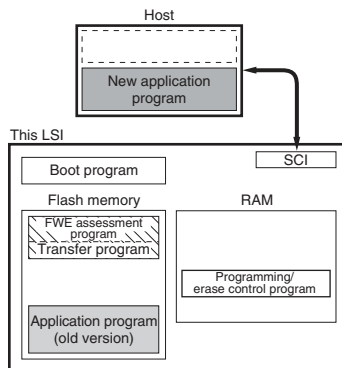 Host
New application
program
This LSI
SCI
Boot program
Flash memory
RAM
FWE assessment
program
Transfer program
Programming/
erase control program
Application program
(old version)